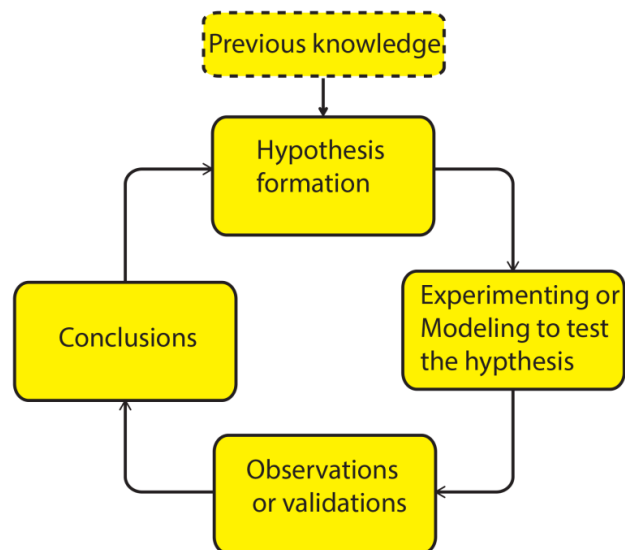 Previous knowledge
Hypothesis
formation
Experimenting or
Modeling to test
the hypthesis
Observations
or validations
Conclusions